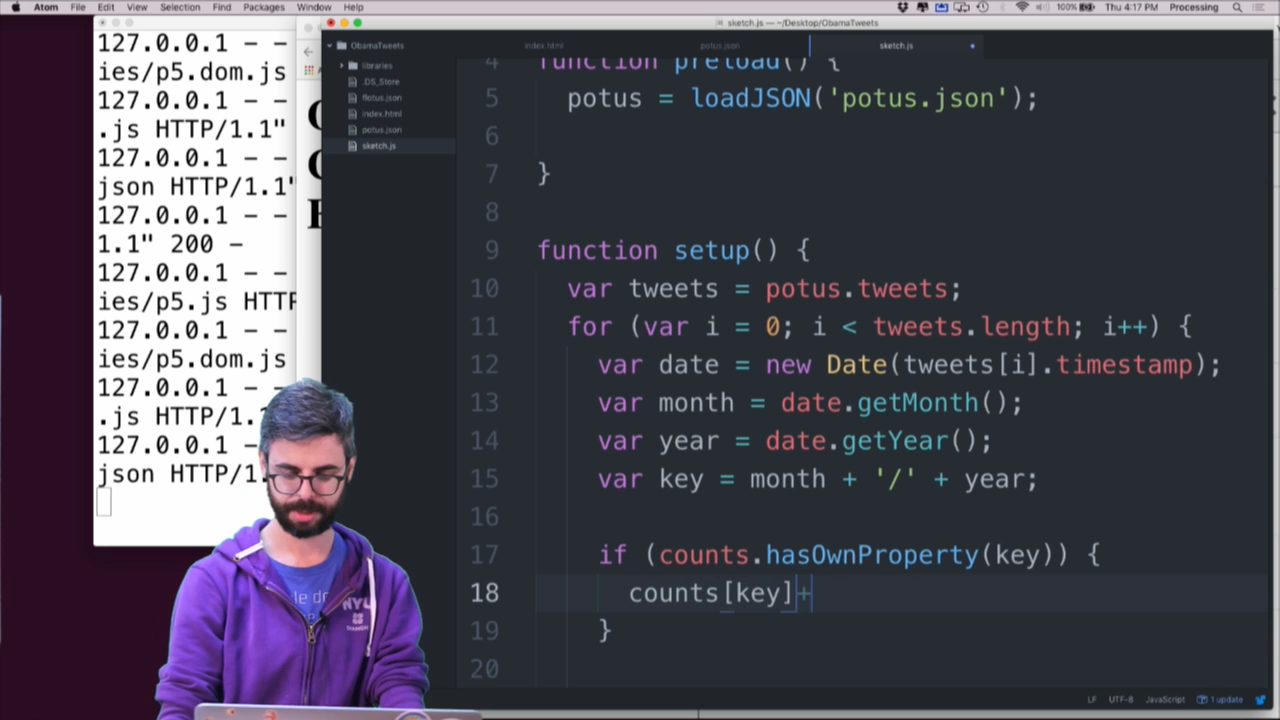 Atom File Edit View Selection Find Packages Window Help
100% Thu 4:17 PM Processing
127.0.0.1 - -
ies/p5.dom.js
127.0.0.1 - -
.js HTTP/1.1"
127.0.0.1 - -
json HTTP/1.1"
127.0.0.1 - -
1.1" 200 -
127.0.0.1 - -
ies/p5.js HTTP
127.0.0.1 - -
ies/p5.dom.js
127.0.0.1 - -
.js HTTP/1.
127.0.0.1 -
json HTTP/1.
sketch.js — ~/Desktop/ObamaTweets
ObamaTweets
libraries
.DS_Store
flotus.json
index.html
potus.json
sketch.js
index.html potus.json sketch.js
4 function preload() {
5 potus = loadJSON('potus.json');
6
7 }
8
9 function setup() {
10 var tweets = potus.tweets;
11 for (var i = 0; i < tweets.length; i++) {
12 var date = new Date(tweets[i].timestamp);
13 var month = date.getMonth();
14 var year = date.getYear();
15 var key = month + '/' + year;
16
17 if (counts.hasOwnProperty(key)) {
18 counts[key]+
19 }
20
LF UTF-8 JavaScript 1 update
NYU